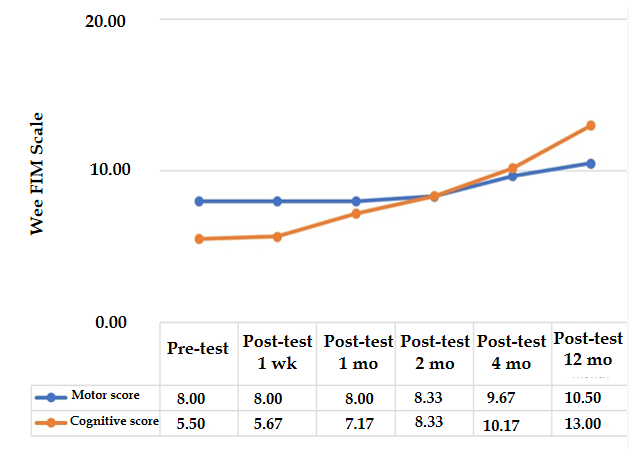 20.00
Wee FIM Scale
10.00
0.00
Pre-test Post-test 1 wk Post-test 1 mo Post-test 2 mo Post-test 4 mo Post-test 12 mo
Motor score 8.00 8.00 8.00 8.33 9.67 10.50
Cognitive score 5.50 5.67 7.17 8.33 10.17 13.00